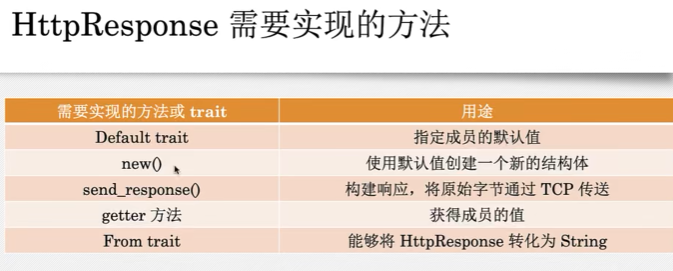 HttpResponse 需要实现的方法
需要实现的方法或 trait 用途
Default trait 指定成员的默认值
new() 使用默认值创建一个新的结构体
send_response() 构建响应，将原始字节通过 TCP 传送
getter 方法 获得成员的值
From trait 能够将 HttpResponse 转化为 String